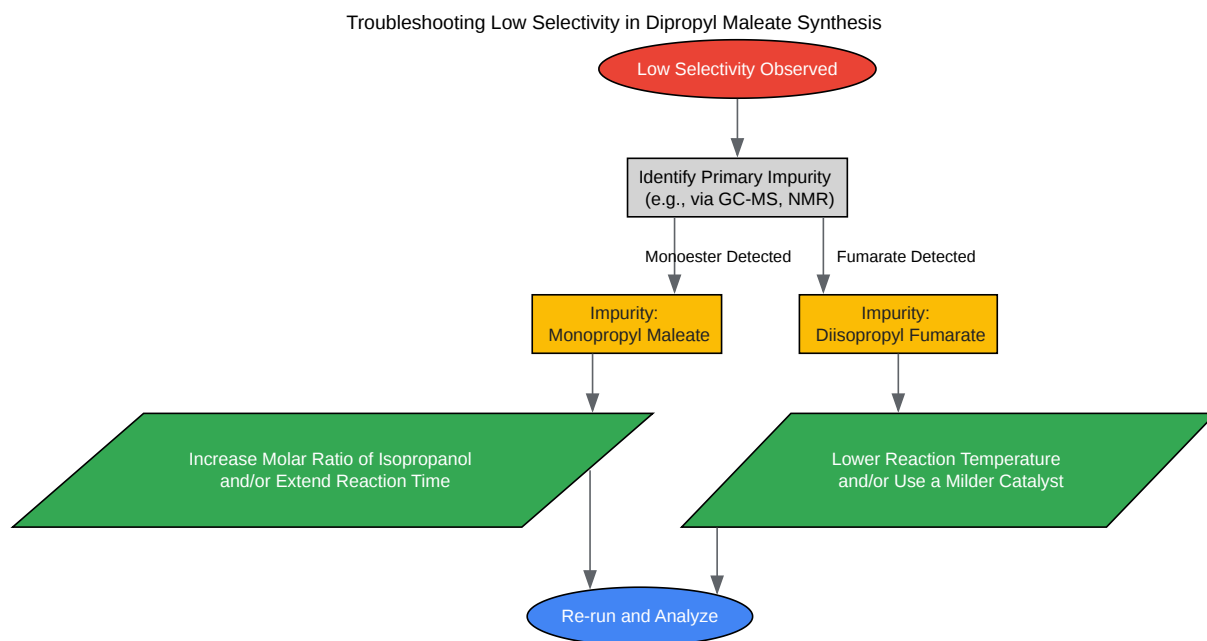 Troubleshooting Low Selectivity in Dipropyl Maleate Synthesis
Low Selectivity Observed
Identify Primary Impurity
(e.g., via GC-MS, NMR)
Monoester Detected
Fumarate Detected
Impurity:
Monopropyl Maleate
Impurity:
Diisopropyl Fumarate
Increase Molar Ratio of Isopropanol
and/or Extend Reaction Time
Lower Reaction Temperature
and/or Use a Milder Catalyst
Re-run and Analyze